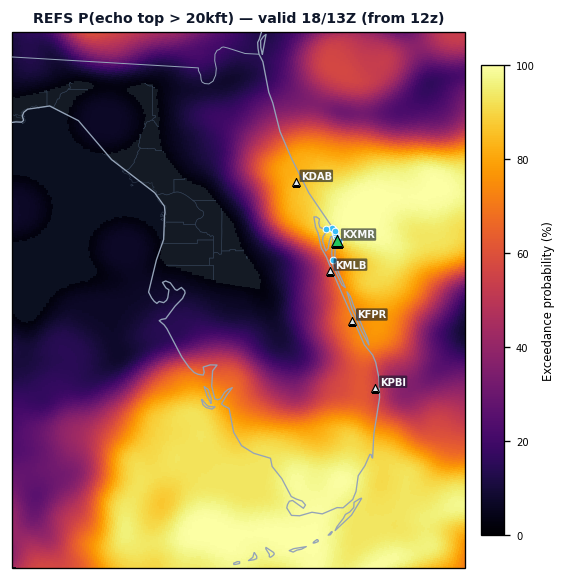 REFS P(echo top > 20kft) — valid 18/13Z (from 12z)
KDAB
KXMR
KMLB
KFPR
KPBI
100
80
60
40
20
0
Exceedance probability (%)